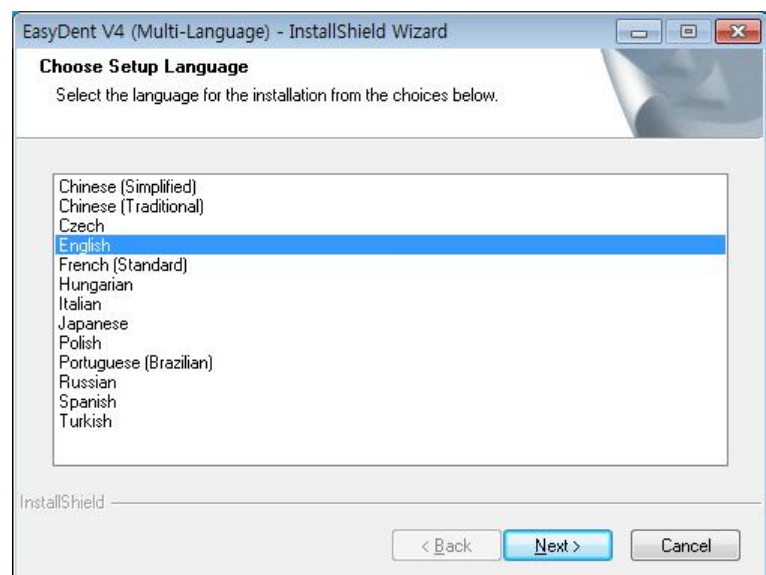 EasyDent V4 (Multi-Language) - InstallShield Wizard
Choose Setup Language
Select the language for the installation from the choices below.
Chinese (Simplified)
Chinese (Traditional)
Czech
English
French (Standard)
Hungarian
Italian
Japanese
Polish
Portuguese (Brazilian)
Russian
Spanish
Turkish
InstallShield
< Back Next > Cancel